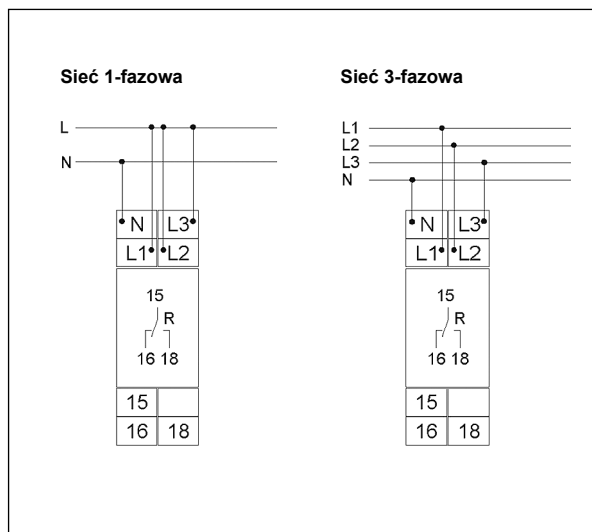 Sieć 1-fazowa
L
N
N L3
L1 L2
15
R
16 18
15
16 18
Sieć 3-fazowa
L1
L2
L3
N
N L3
L1 L2
15
R
16 18
15
16 18